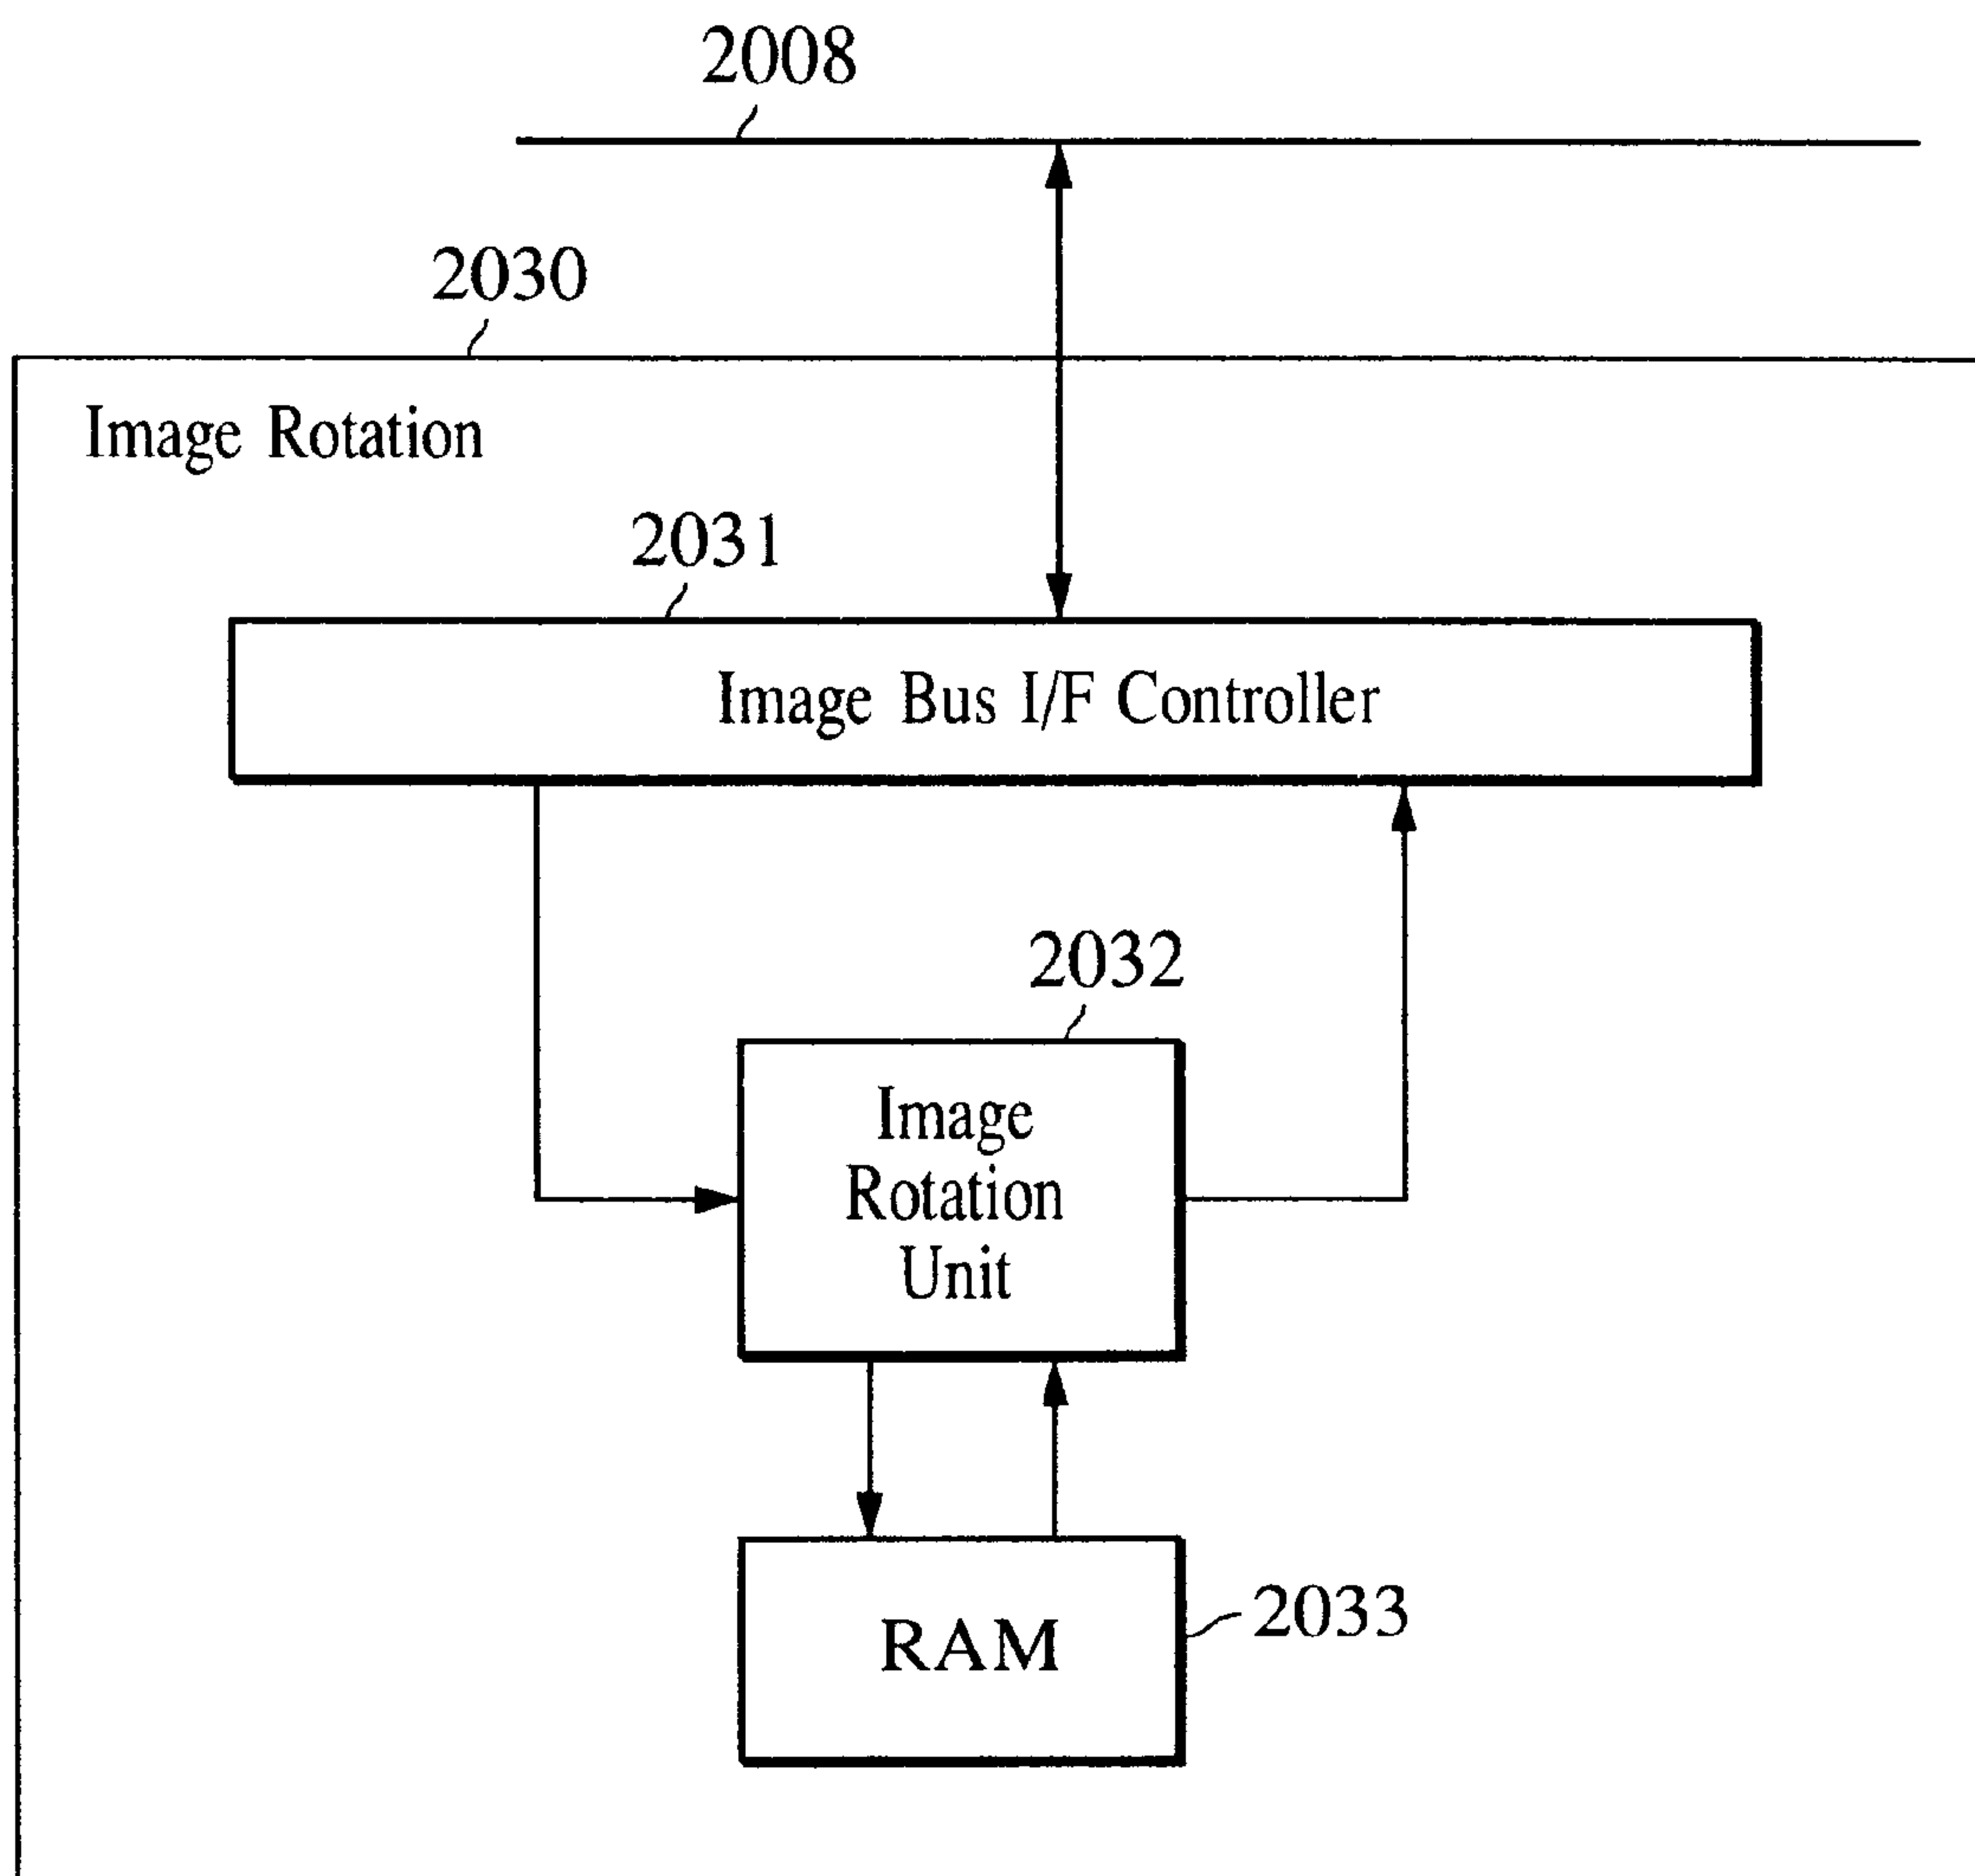 2008
2030
Image Rotation
2031
Image Bus I/F Controller
2032
Image
Rotation
Unit
RAM
2033